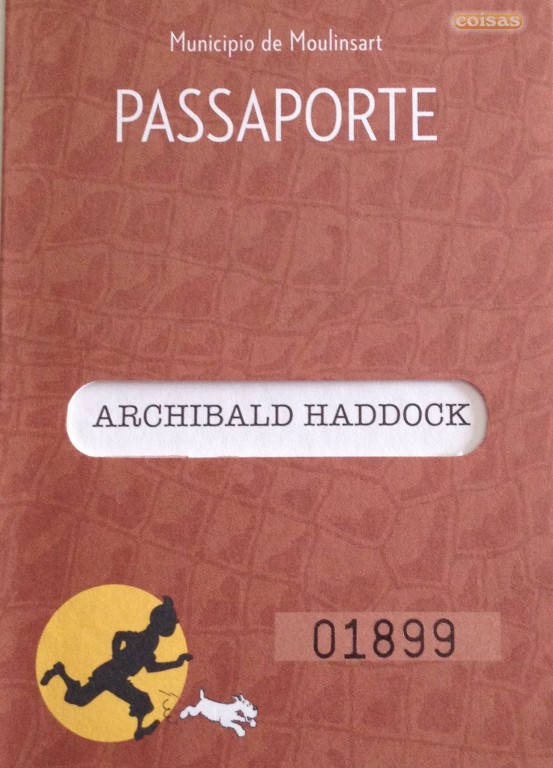 coisas
Municipio de Moulinsart
PASSAPORTE
ARCHIBALD HADDOCK
01899